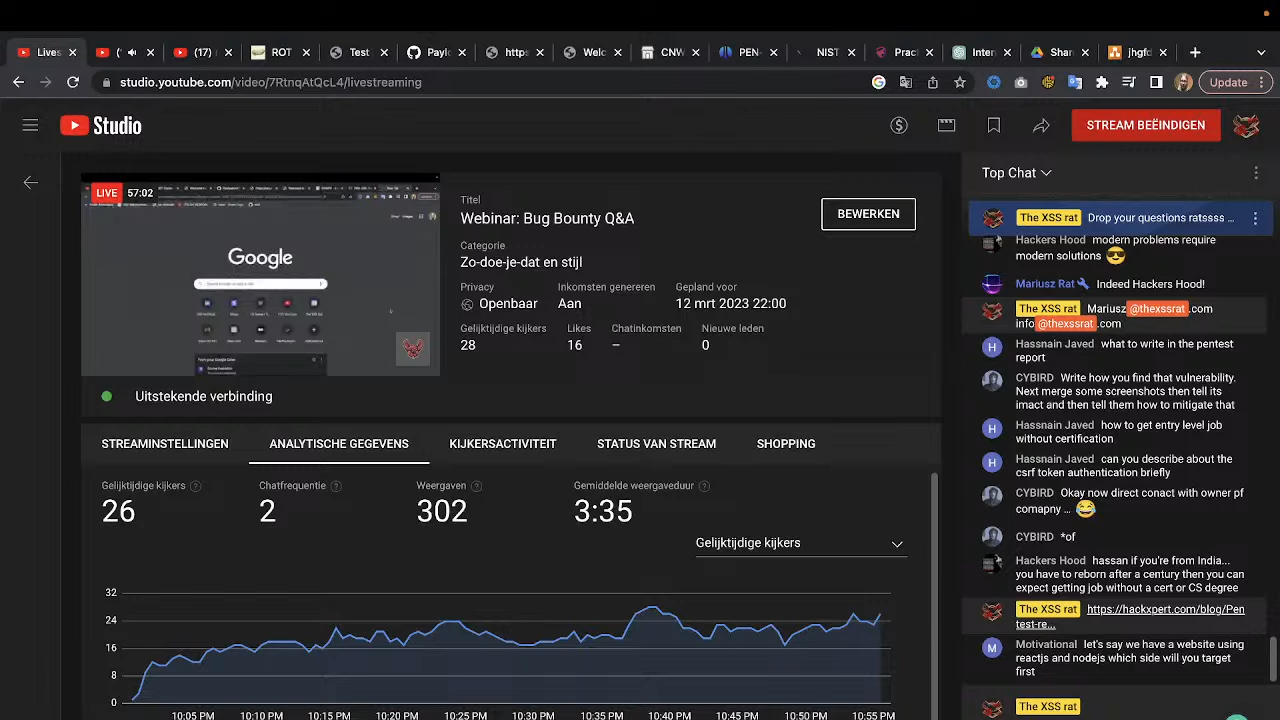 Lives
(17)
ROT
Test
Paylo
https
Welc
CNW
PEN-
NIST
Prac
Inter
Shar
jhgfd
studio.youtube.com/video/7RtnqAtQcL4/livestreaming
Update
Studio
STREAM BEËINDIGEN
LIVE 57:02
Google
Titel
Webinar: Bug Bounty Q&A
BEWERKEN
Categorie
Zo-doe-je-dat en stijl
Privacy Inkomsten genereren Gepland voor
Openbaar Aan 12 mrt 2023 22:00
Gelijktijdige kijkers Likes Chatinkomsten Nieuwe leden
28 16 – 0
Uitstekende verbinding
STREAMINSTELLINGEN ANALYTISCHE GEGEVENS KIJKERSACTIVITEIT STATUS VAN STREAM SHOPPING
Gelijktijdige kijkers Chatfrequentie Weergaven Gemiddelde weergaveduur
26 2 302 3:35
Gelijktijdige kijkers
32
24
16
8
0
10:05 PM 10:10 PM 10:15 PM 10:20 PM 10:25 PM 10:30 PM 10:35 PM 10:40 PM 10:45 PM 10:50 PM 10:55 PM
Top Chat
The XSS rat Drop your questions ratssss ...
Hackers Hood modern problems require
modern solutions 😎
Mariusz Rat Indeed Hackers Hood!
The XSS rat Mariusz @thexssrat.com
info @thexssrat.com
Hassnain Javed what to write in the pentest
report
CYBIRD Write how you find that vulnerability.
Next merge some screenshots then tell its
imact and then tell them how to mitigate that
Hassnain Javed how to get entry level job
without certification
Hassnain Javed can you describe about the
csrf token authentication briefly
CYBIRD Okay now direct conact with owner pf
comapny ... 😂
CYBIRD *of
Hackers Hood hassan if you're from India...
you have to reborn after a century then you can
expect getting job without a cert or CS degree
The XSS rat https://hackxpert.com/blog/Pen
test-re...
Motivational let's say we have a website using
reactjs and nodejs which side will you target
first
The XSS rat